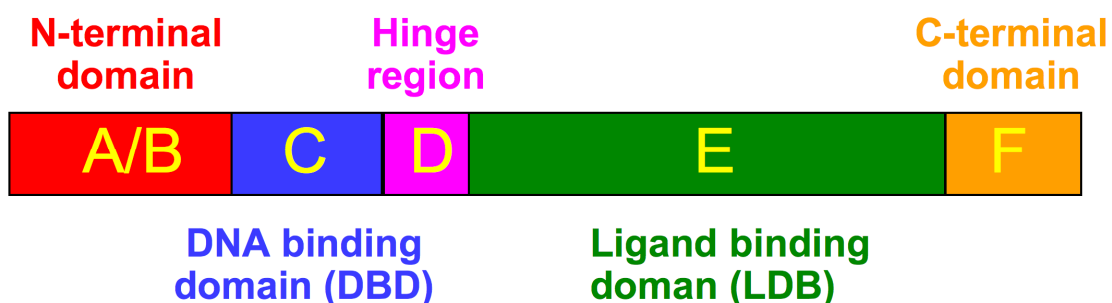 N-terminal
domain
Hinge
region
C-terminal
domain
A/B
C
D
E
F
DNA binding
domain (DBD)
Ligand binding
doman (LDB)